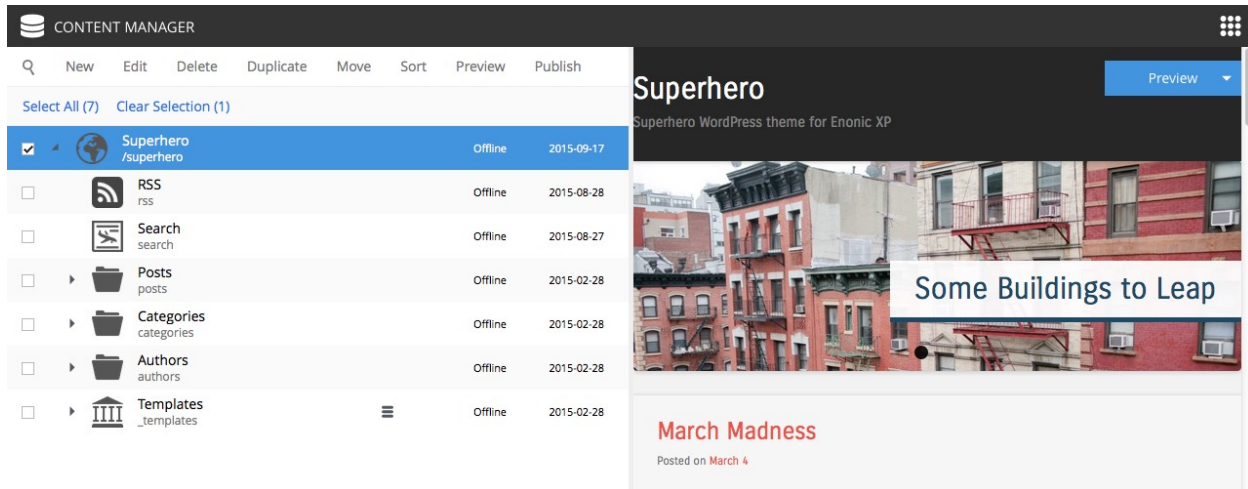 CONTENT MANAGER
New Edit Delete Duplicate Move Sort Preview Publish
Select All (7) Clear Selection (1)
Superhero
/superhero
Offline 2015-09-17
RSS
rss
Offline 2015-08-28
Search
search
Offline 2015-08-27
Posts
posts
Offline 2015-02-28
Categories
categories
Offline 2015-02-28
Authors
authors
Offline 2015-02-28
Templates
_templates
Offline 2015-02-28
Preview
Superhero
Superhero WordPress theme for Enonic XP
Some Buildings to Leap
March Madness
Posted on March 4